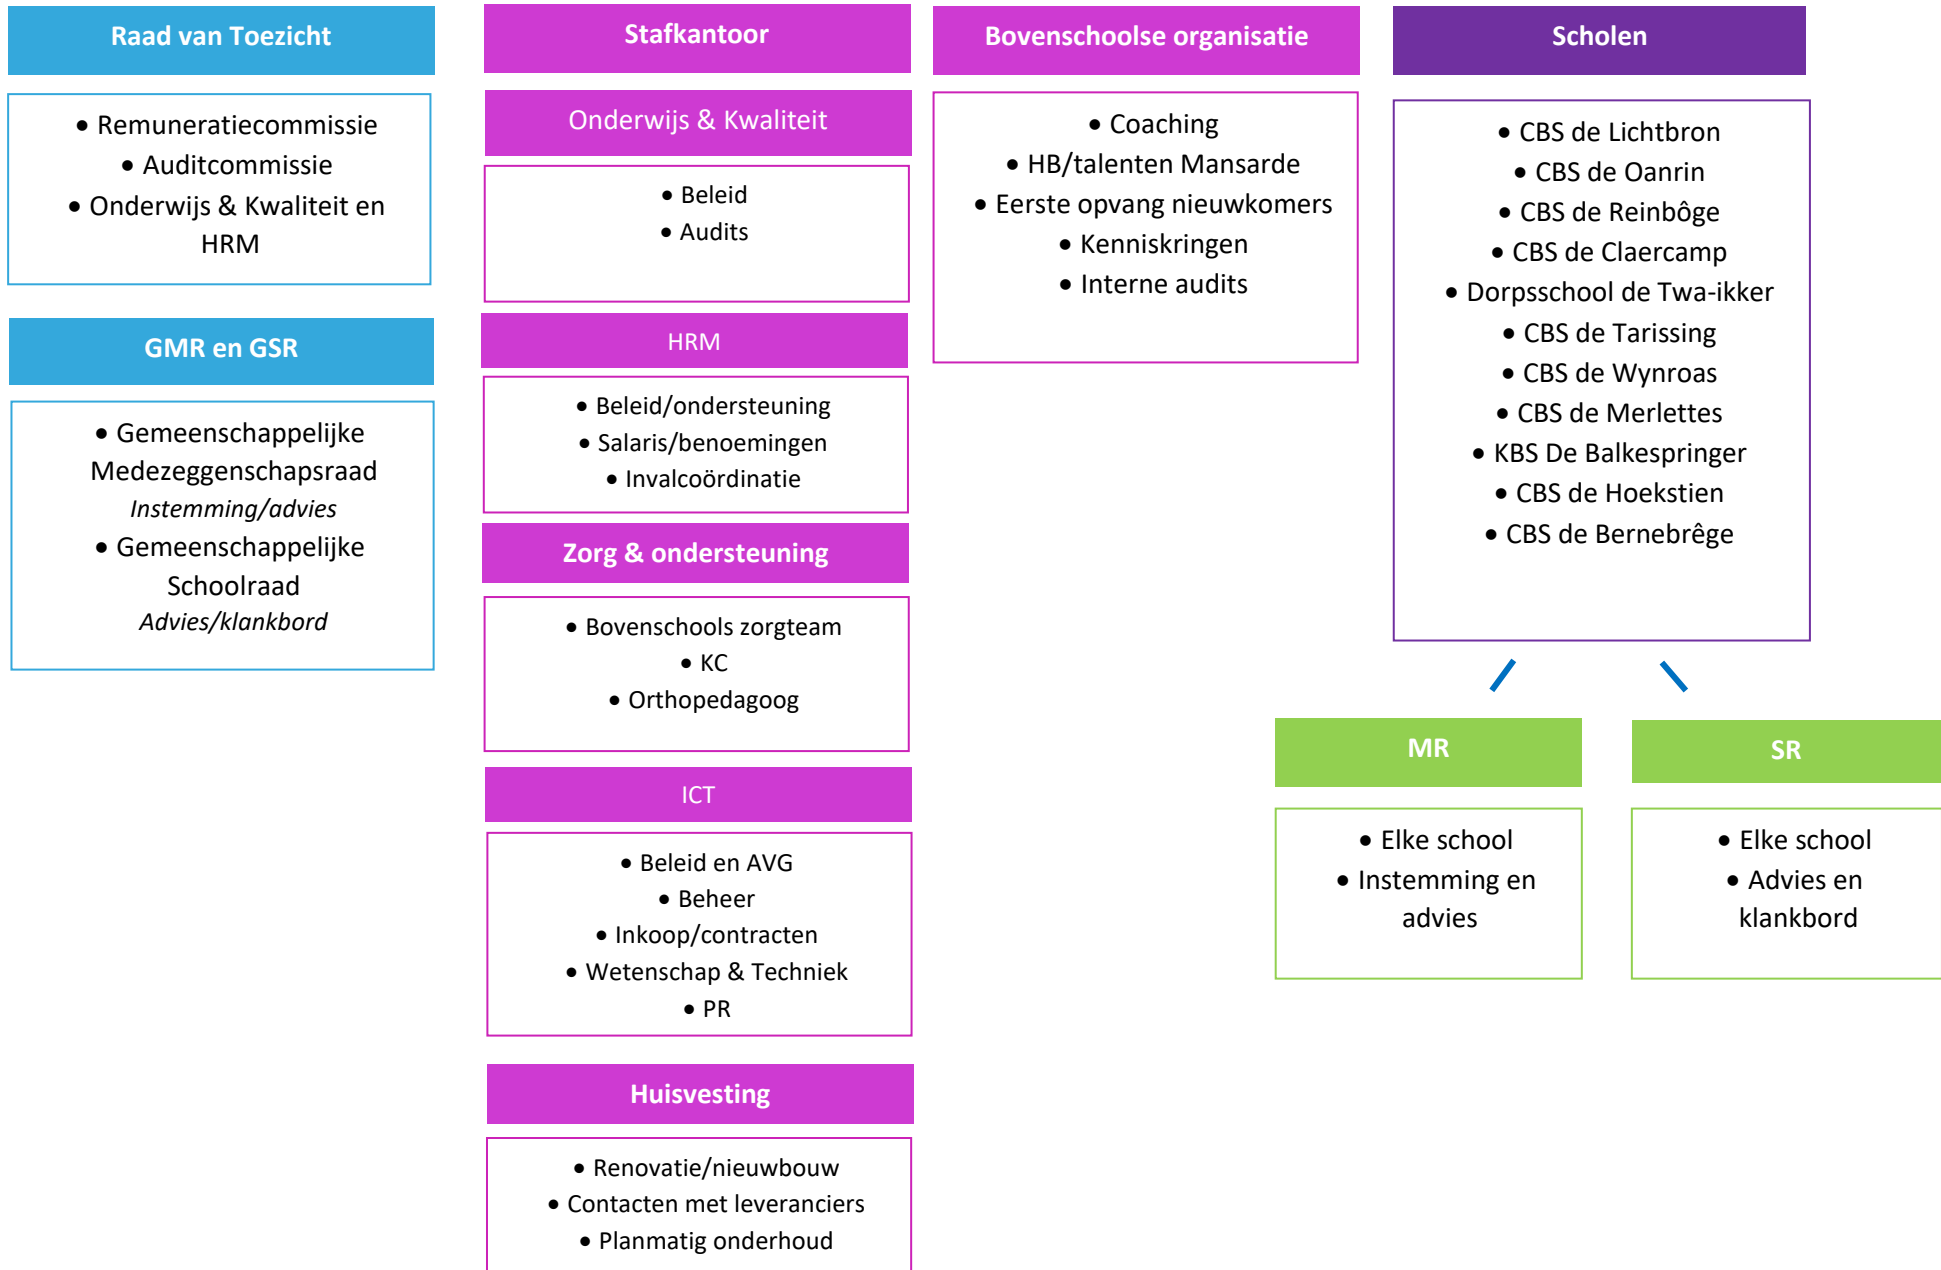 Raad van Toezicht
• Remuneratiecommissie
• Auditcommissie
• Onderwijs & Kwaliteit en
HRM
GMR en GSR
• Gemeenschappelijke
Medezeggenschapsraad
Instemming/advies
• Gemeenschappelijke
Schoolraad
Advies/klankbord
Stafkantoor
Onderwijs & Kwaliteit
• Beleid
• Audits
HRM
• Beleid/ondersteuning
• Salaris/benoemingen
• Invalcoördinatie
Zorg & ondersteuning
• Bovenschools zorgteam
• KC
• Orthopedagoog
ICT
• Beleid en AVG
• Beheer
• Inkoop/contracten
• Wetenschap & Techniek
• PR
Huisvesting
• Renovatie/nieuwbouw
• Contacten met leveranciers
• Planmatig onderhoud
Bovenschoolse organisatie
• Coaching
• HB/talenten Mansarde
• Eerste opvang nieuwkomers
• Kenniskringen
• Interne audits
Scholen
• CBS de Lichtbron
• CBS de Oanrin
• CBS de Reinbôge
• CBS de Claercamp
• Dorpsschool de Twa-ikker
• CBS de Tarissing
• CBS de Wynroas
• CBS de Merlettes
• KBS De Balkespringer
• CBS de Hoekstien
• CBS de Bernebrêge
MR
• Elke school
• Instemming en
advies
SR
• Elke school
• Advies en
klankbord